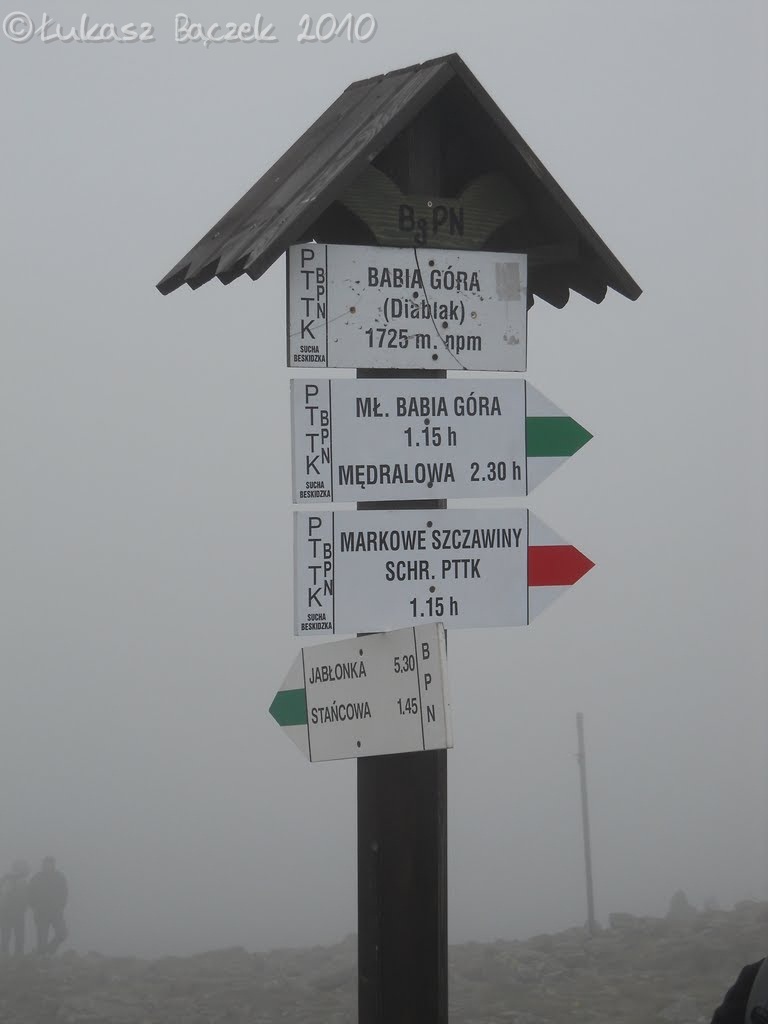 ©Łukasz Bączek 2010
BgPN
PTTK
BPN
SUCHA
BESKIDZKA
BABIA GÓRA
(Diablak)
1725 m. npm
PTTK
BPN
SUCHA
BESKIDZKA
MŁ. BABIA GÓRA
1.15 h
MĘDRALOWA 2.30 h
PTTK
BPN
SUCHA
BESKIDZKA
MARKOWE SZCZAWINY
SCHR. PTTK
1.15 h
JABŁONKA 5.30
STAŃCOWA 1.45
BPN